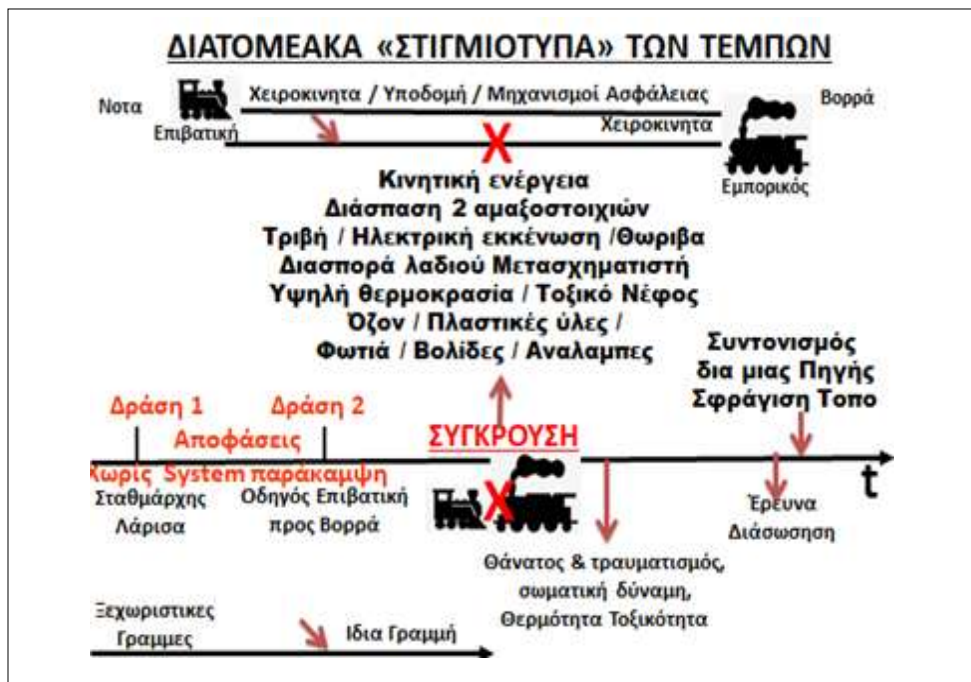 ΔΙΑΤΟΜΕΑΚΑ «ΣΤΙΓΜΙΟΤΥΠΑ» ΤΩΝ ΤΕΜΠΩΝ
Νοτα
Χειροκινητα / Υποδομή / Μηχανισμοί Ασφάλειας
Βορρά
Επιβατική
Χειροκινητα
X
Εμπορικός
Κινητική ενέργεια
Διάσπαση 2 αμαξοστοιχιών
Τριβή / Ηλεκτρική εκκένωση /Θωριβα
Διασπορά λαδιού Μετασχηματιστή
Υψηλή θερμοκρασία / Τοξικό Νέφος
Όζον / Πλαστικές ύλες /
Φωτιά / Βολίδες / Αναλαμπες
Συντονισμός
δια μιας Πηγής
Σφράγιση Τοπο
Δράση 1
Δράση 2
Αποφάσεις
ΣΥΓΚΡΟΥΣΗ
Χωρίς System παράκαμψη
t
Σταθμάρχης
Λάρισα
Οδηγός Επιβατική
προς Βορρά
X
Έρευνα
Διάσωσηση
Θάνατος & τραυματισμός,
σωματική δύναμη,
Θερμότητα Τοξικότητα
Ξεχωριστικες
Γραμμες
Ιδια Γραμμή